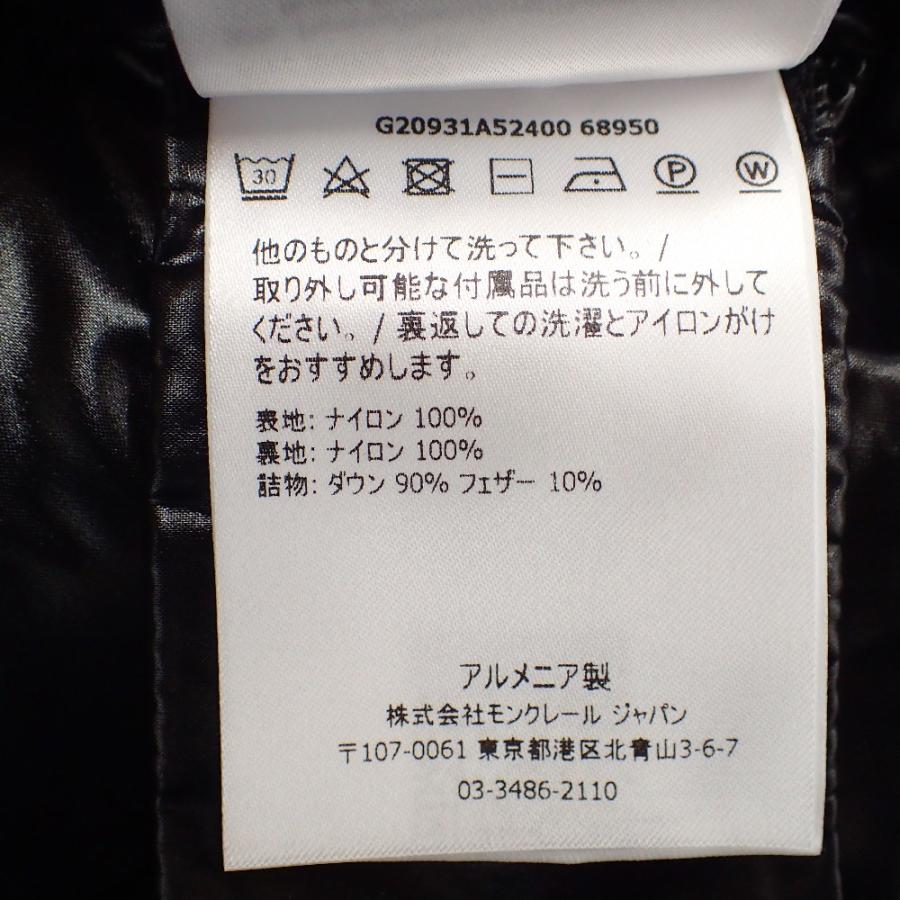 G20931A52400 68950
30 P W
他のものと分けて洗って下さい。/
取り外し可能な付属品は洗う前に外して
ください。/ 裏返しての洗濯とアイロンがけ
をおすすめします。
表地: ナイロン 100%
裏地: ナイロン 100%
詰物: ダウン 90% フェザー 10%
アルメニア製
株式会社モンクレール ジャパン
〒107-0061 東京都港区北青山3-6-7
03-3486-2110